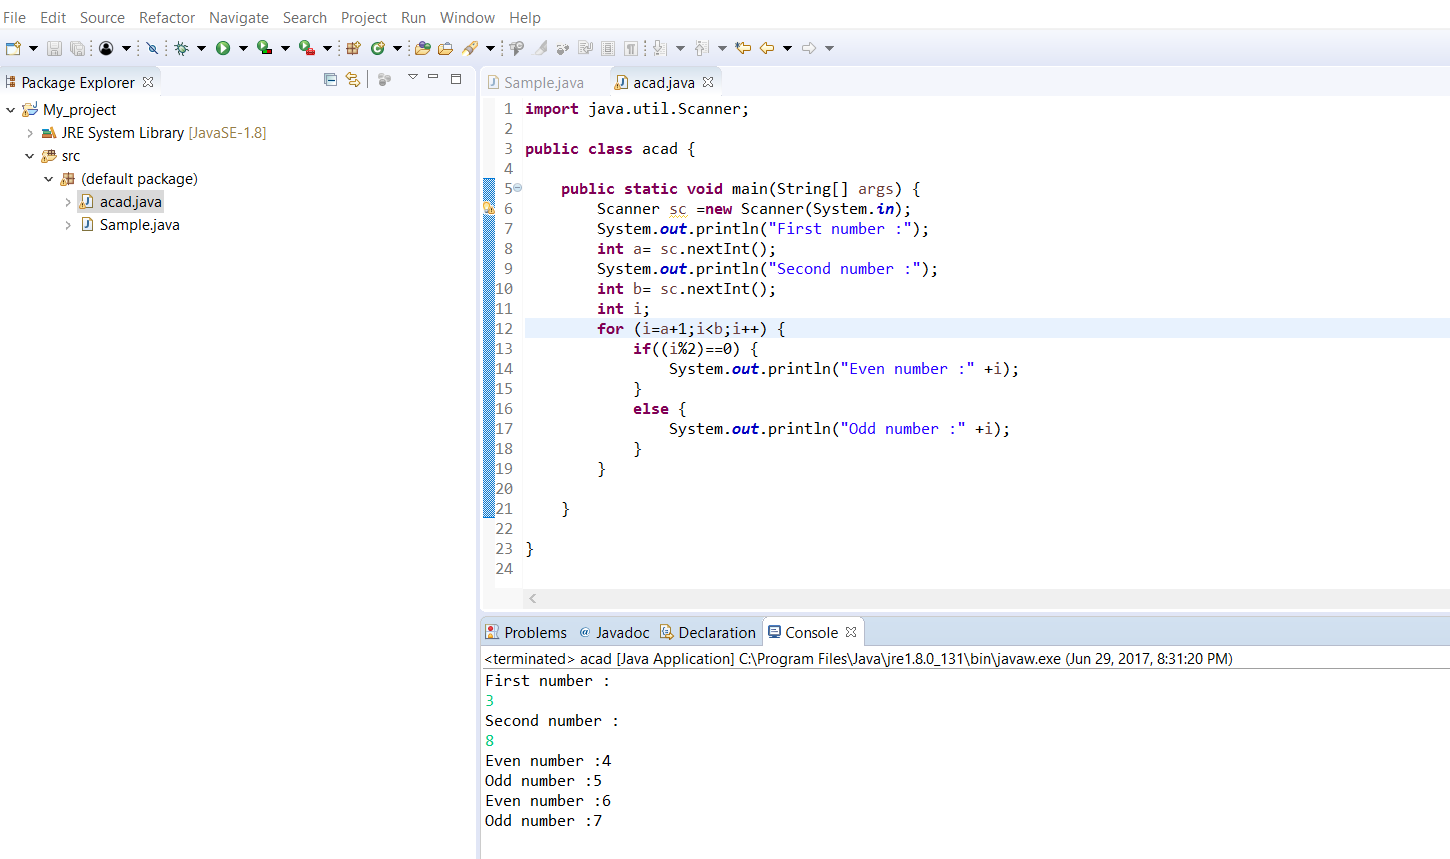 File Edit Source Refactor Navigate Search Project Run Window Help
Package Explorer
My_project
JRE System Library [JavaSE-1.8]
src
(default package)
acad.java
Sample.java
Sample.java acad.java
1 import java.util.Scanner;
2
3 public class acad {
4
5 public static void main(String[] args) {
6 Scanner sc =new Scanner(System.in);
7 System.out.println("First number :");
8 int a= sc.nextInt();
9 System.out.println("Second number :");
10 int b= sc.nextInt();
11 int i;
12 for (i=a+1;i<b;i++) {
13 if((i%2)==0) {
14 System.out.println("Even number :" +i);
15 }
16 else {
17 System.out.println("Odd number :" +i);
18 }
19 }
20
21 }
22
23 }
24
Problems @ Javadoc Declaration Console
<terminated> acad [Java Application] C:\Program Files\Java\jre1.8.0_131\bin\javaw.exe (Jun 29, 2017, 8:31:20 PM)
First number :
3
Second number :
8
Even number :4
Odd number :5
Even number :6
Odd number :7